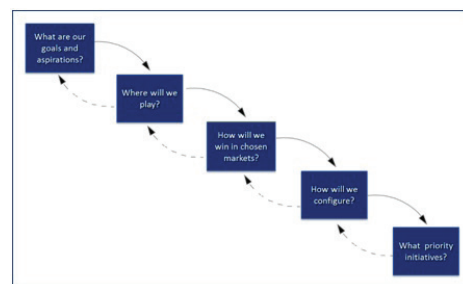 What are our
goals and
aspirations?
Where will we
play?
How will we
win in chosen
markets?
How will we
configure?
What priority
initiatives?